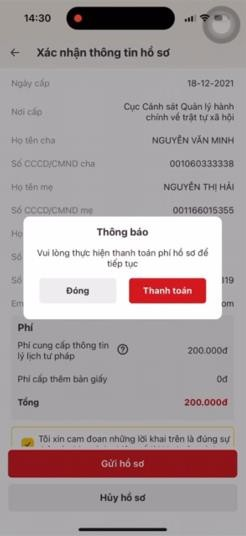 14:30
Xác nhận thông tin hồ sơ
Ngày cấp 18-12-2021
Nơi cấp Cục Cảnh sát Quản lý hành
chính về trật tự xã hội
Họ tên cha NGUYỄN VĂN MINH
Số CCCD/CMND cha 001060333338
Họ tên mẹ NGUYỄN THỊ HẢI
Số CCCD/CMND mẹ 001166015355
Thông báo
Vui lòng thực hiện thanh toán phí hồ sơ để
tiếp tục
Đóng Thanh toán
Họ
Số
Số 319
Em com
Phí
Phí cung cấp thông tin
lý lịch tư pháp 200.000đ
Phí cấp thêm bản giấy 0đ
Tổng 200.000đ
Tôi xin cam đoan những lời khai trên là đúng sự
Gửi hồ sơ
Hủy hồ sơ